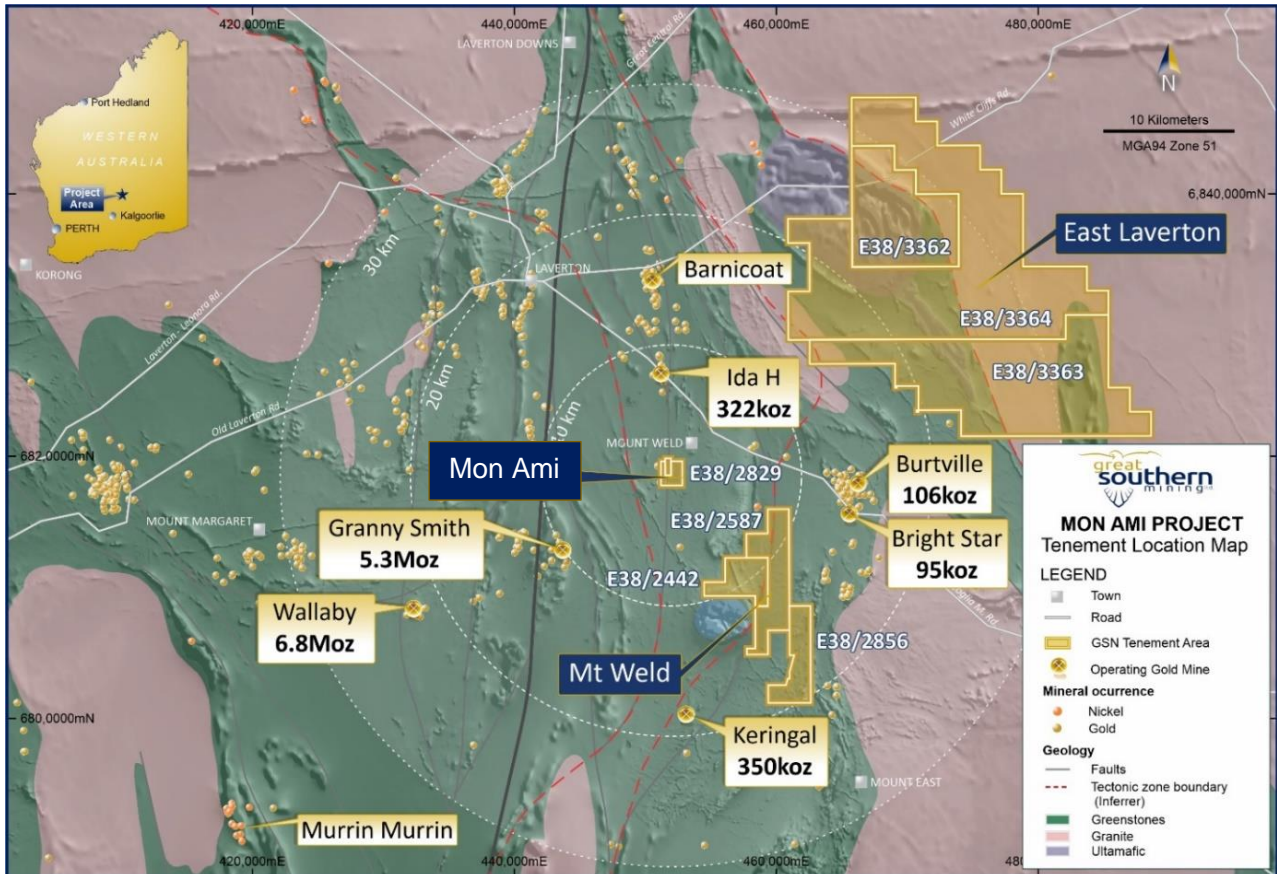 420,000mE
440,000mE
460,000mE
480,000mE
LAVERTON DOWNS
Great Central Rd.
White Cliffs Rd
N
10 Kilometers
MGA94 Zone 51
Port Hedland
WESTERN
AUSTRALIA
Project
Area
Kalgoorlie
PERTH
6,840,000mN
KORONG
30 km
E38/3362
East Laverton
LAVERTON
Barnicoat
Laverton - Leonora Rd.
20 km
E38/3364
E38/3363
Ida H
322koz
Old Laverton Rd
10 km
MOUNT WELD
682,0000mN
Mon Ami
E38/2829
Burtville
106koz
MOUNT MARGARET
Granny Smith
5.3Moz
E38/2587
Bright Star
95koz
E38/2442
Wallaby
6.8Moz
E38/2856
Mt Weld
680,0000mN
Keringal
350koz
MOUNT EAST
Murrin Murrin
420,000mE
440,000mE
460,000mE
great
southern
mining
MON AMI PROJECT
Tenement Location Map
LEGEND
Town
Road
GSN Tenement Area
Operating Gold Mine
Mineral ocurrence
Nickel
Gold
Geology
Faults
Tectonic zone boundary
(Inferrer)
Greenstones
Granite
Ultamafic